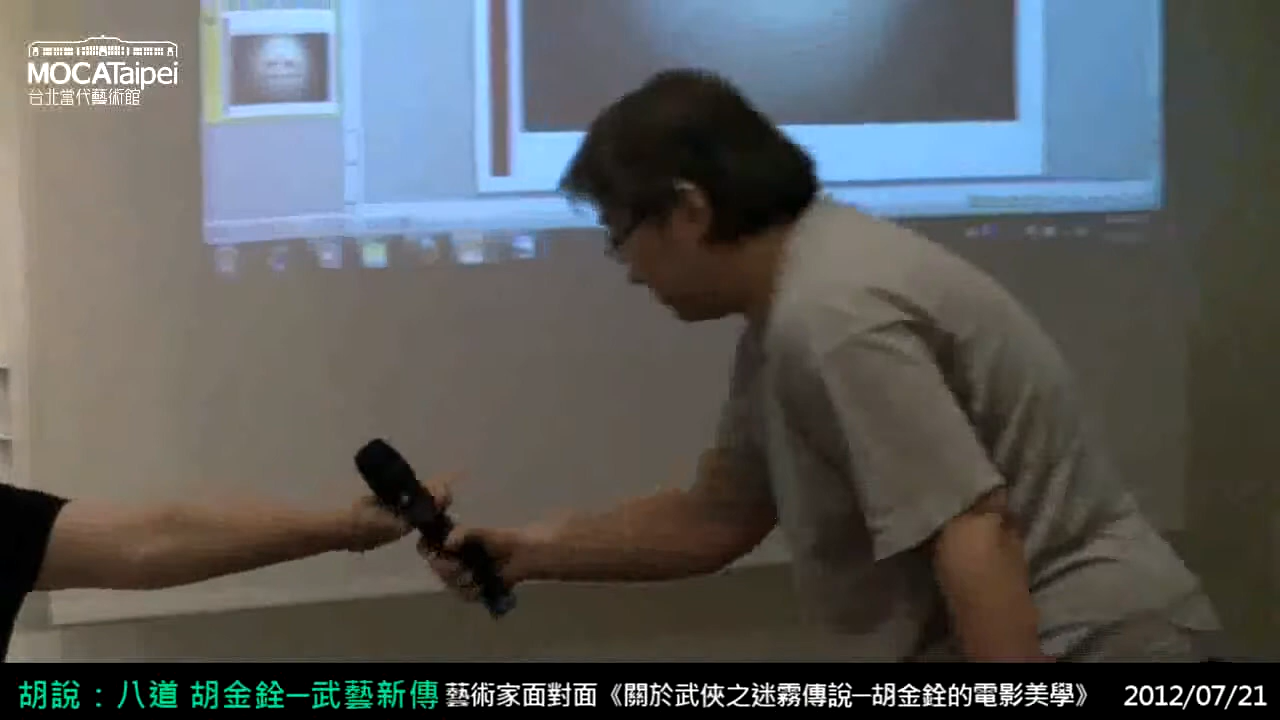 MOCATaipei
台北當代藝術館
胡說：八道 胡金銓─武藝新傳 藝術家面對面《關於武俠之迷霧傳說─胡金銓的電影美學》 2012/07/21